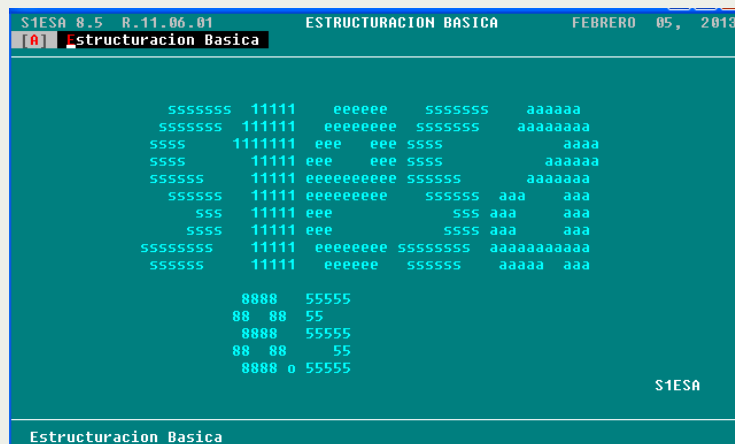 S1ESA 8.5 R.11.06.01 ESTRUCTURACION BASICA FEBRERO 05, 2013
[A] Estructuracion Basica
sssssss 11111 eeeeee sssssss aaaaaa
sssssss 111111 eeeeeeee sssssss aaaaaaaa
ssss 1111111 eee eee ssss aaaa
ssss 11111 eee eee ssss aaaaaa
ssssss 11111 eeeeeeeeee ssssss aaaaaaa
ssssss 11111 eeeeeeeee ssssss aaa aaa
sss 11111 eee sss aaa aaa
ssss 11111 eee ssss aaa aaa
ssssssss 11111 eeeeeeee ssssssss aaaaaaaaaaa
ssssss 11111 eeeeee ssssss aaaaa aaa
8888 55555
88 88 55
8888 55555
88 88 55
8888 o 55555
S1ESA
Estructuracion Basica